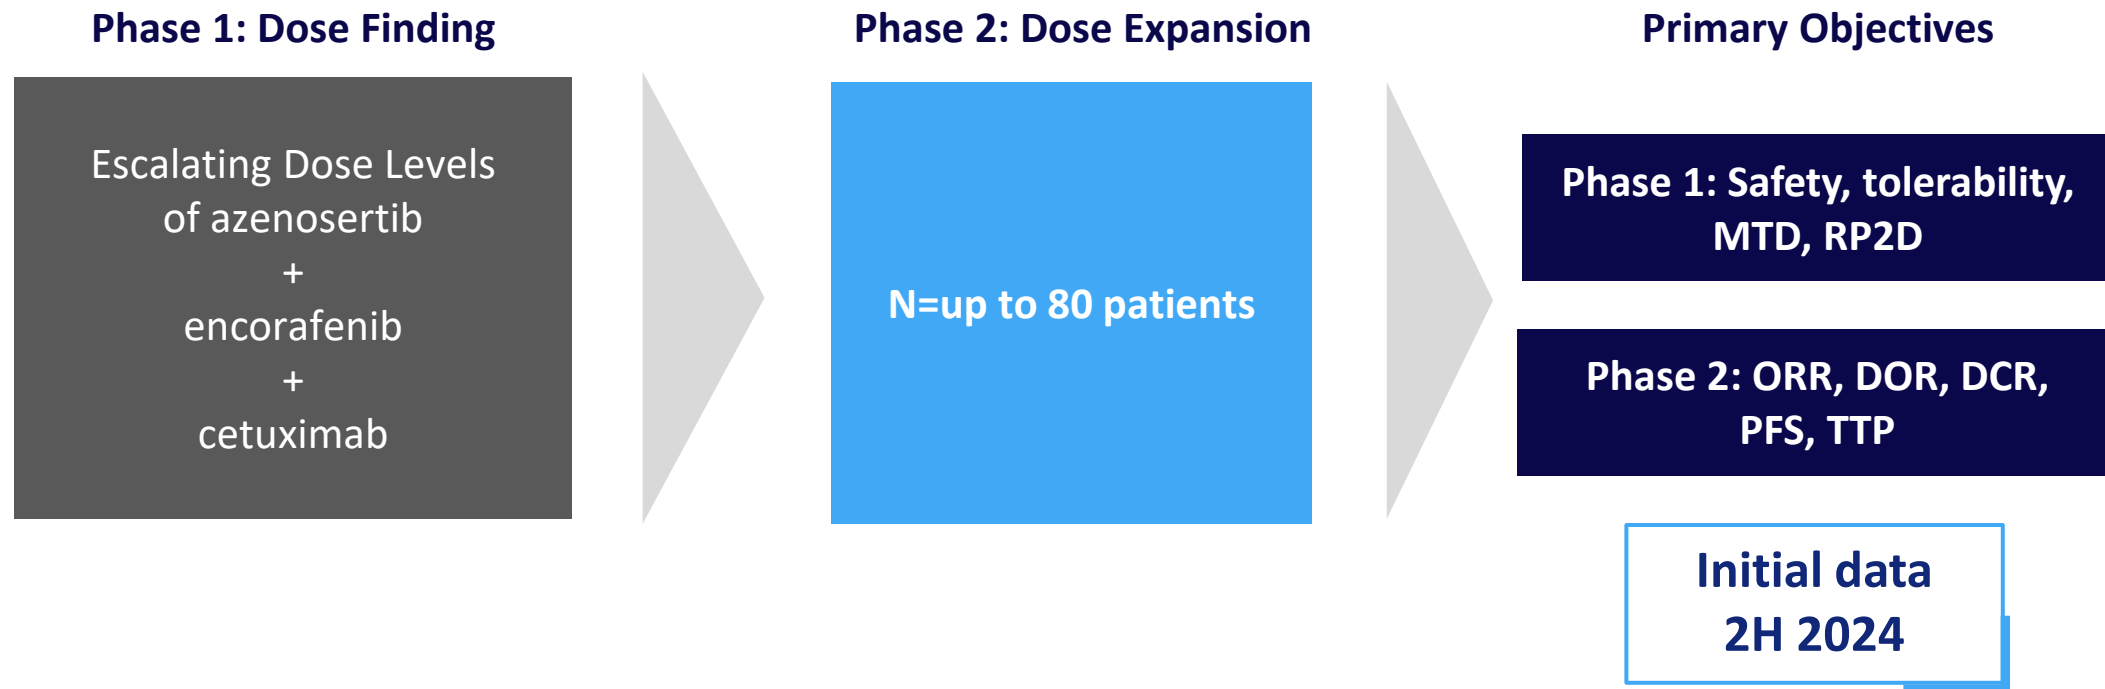 Phase 1: Dose Finding
Escalating Dose Levels
of azenosertib
+
encorafenib
+
cetuximab
Phase 2: Dose Expansion
N=up to 80 patients
Primary Objectives
Phase 1: Safety, tolerability,
MTD, RP2D
Phase 2: ORR, DOR, DCR,
PFS, TTP
Initial data
2H 2024